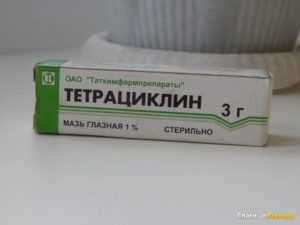 ОАО "Татхимфармпрепараты"
ТЕТРАЦИКЛИН 3 г
МАЗЬ ГЛАЗНАЯ 1 % СТЕРИЛЬНО